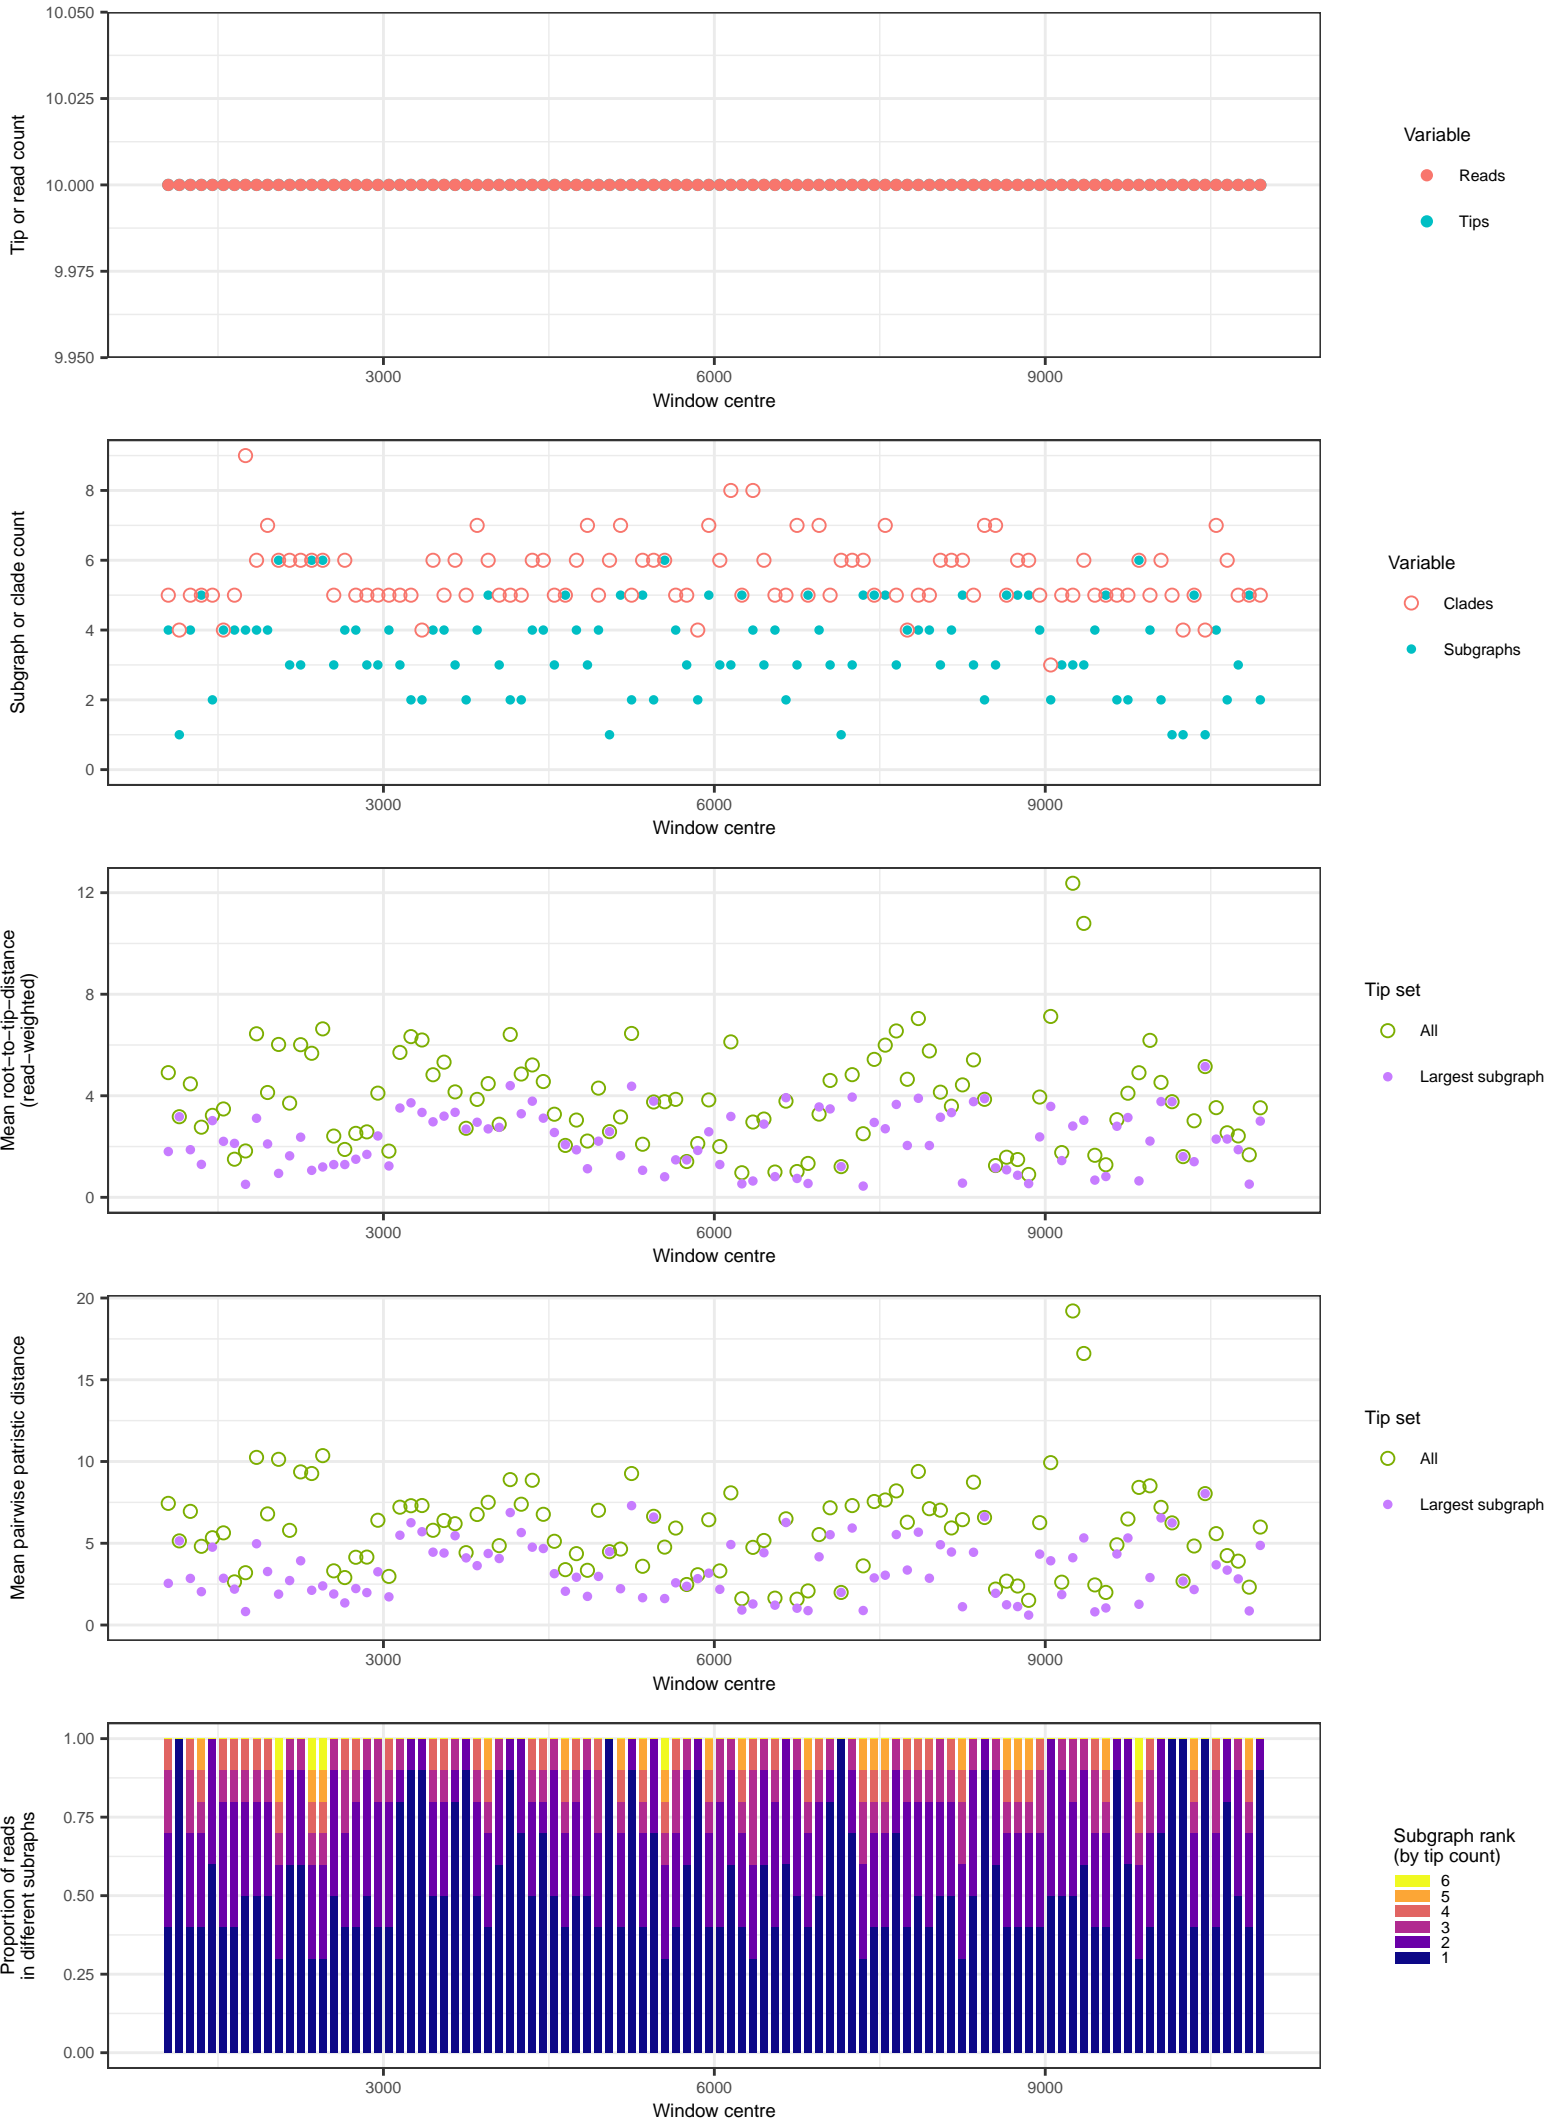 10.050
10.025
10.000
9.975
9.950
Tip or read count
3000
6000
9000
Window centre
Variable
Reads
Tips
8
6
4
2
0
Subgraph or clade count
3000
6000
9000
Window centre
Variable
Clades
Subgraphs
12
8
4
0
Mean root−to−tip−distance
(read−weighted)
3000
6000
9000
Window centre
Tip set
All
Largest subgraph
20
15
10
5
0
Mean pairwise patristic distance
3000
6000
9000
Window centre
Tip set
All
Largest subgraph
1.00
0.75
0.50
0.25
0.00
Proportion of reads
in different subraphs
3000
6000
9000
Window centre
Subgraph rank
(by tip count)
6
5
4
3
2
1